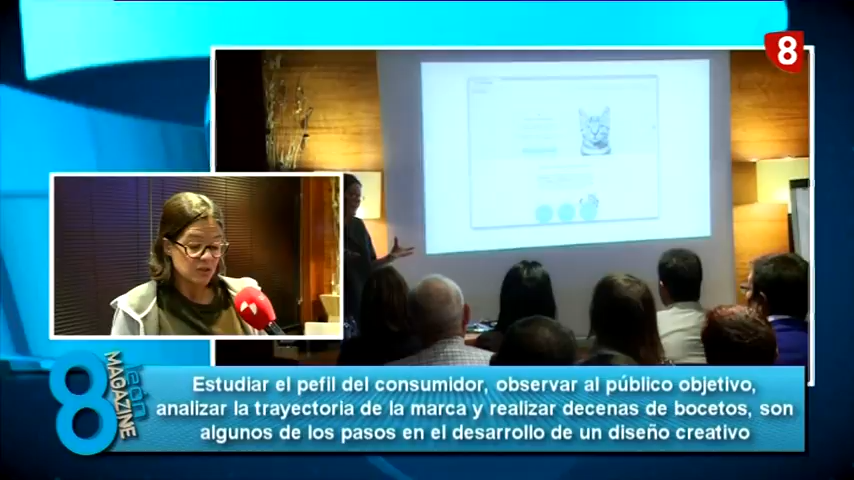 8
Estudiar el pefil del consumidor, observar al público objetivo,
analizar la trayectoria de la marca y realizar decenas de bocetos, son
algunos de los pasos en el desarrollo de un diseño creativo
8 león
MAGAZINE